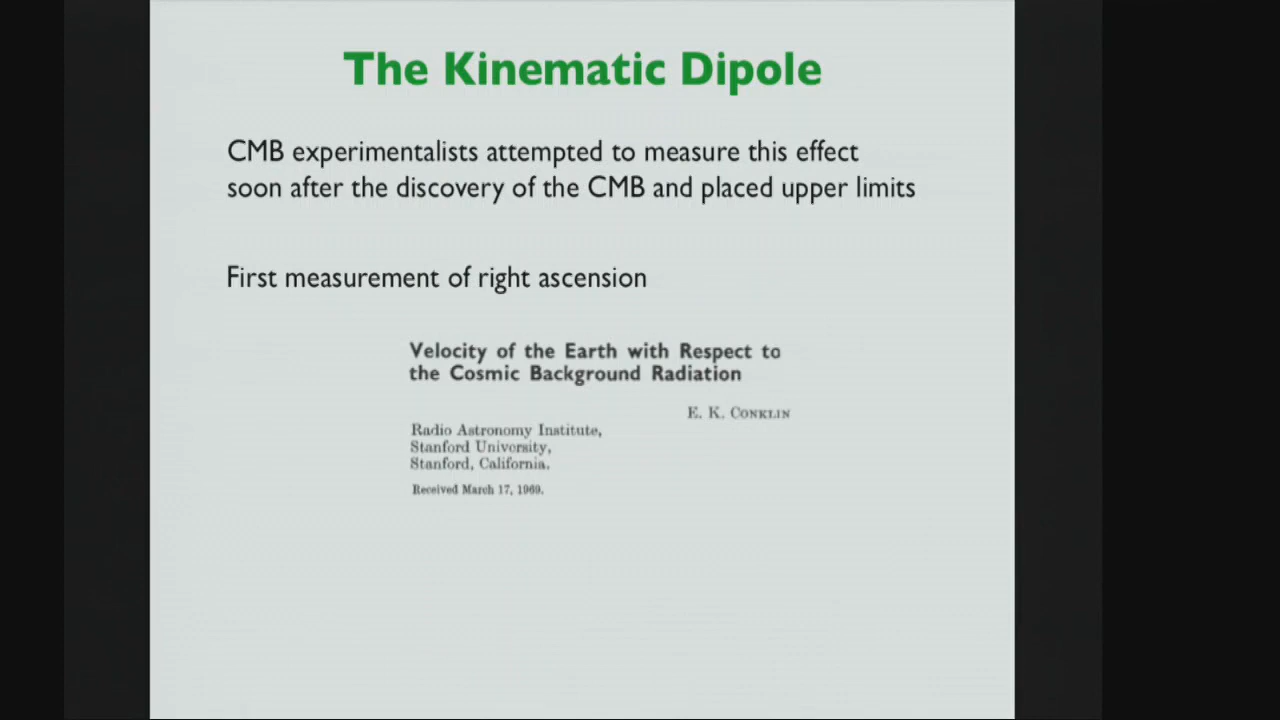 The Kinematic Dipole
CMB experimentalists attempted to measure this effect
soon after the discovery of the CMB and placed upper limits
First measurement of right ascension
Velocity of the Earth with Respect to
the Cosmic Background Radiation
E. K. CONKLIN
Radio Astronomy Institute,
Stanford University,
Stanford, California.
Received March 17, 1969.